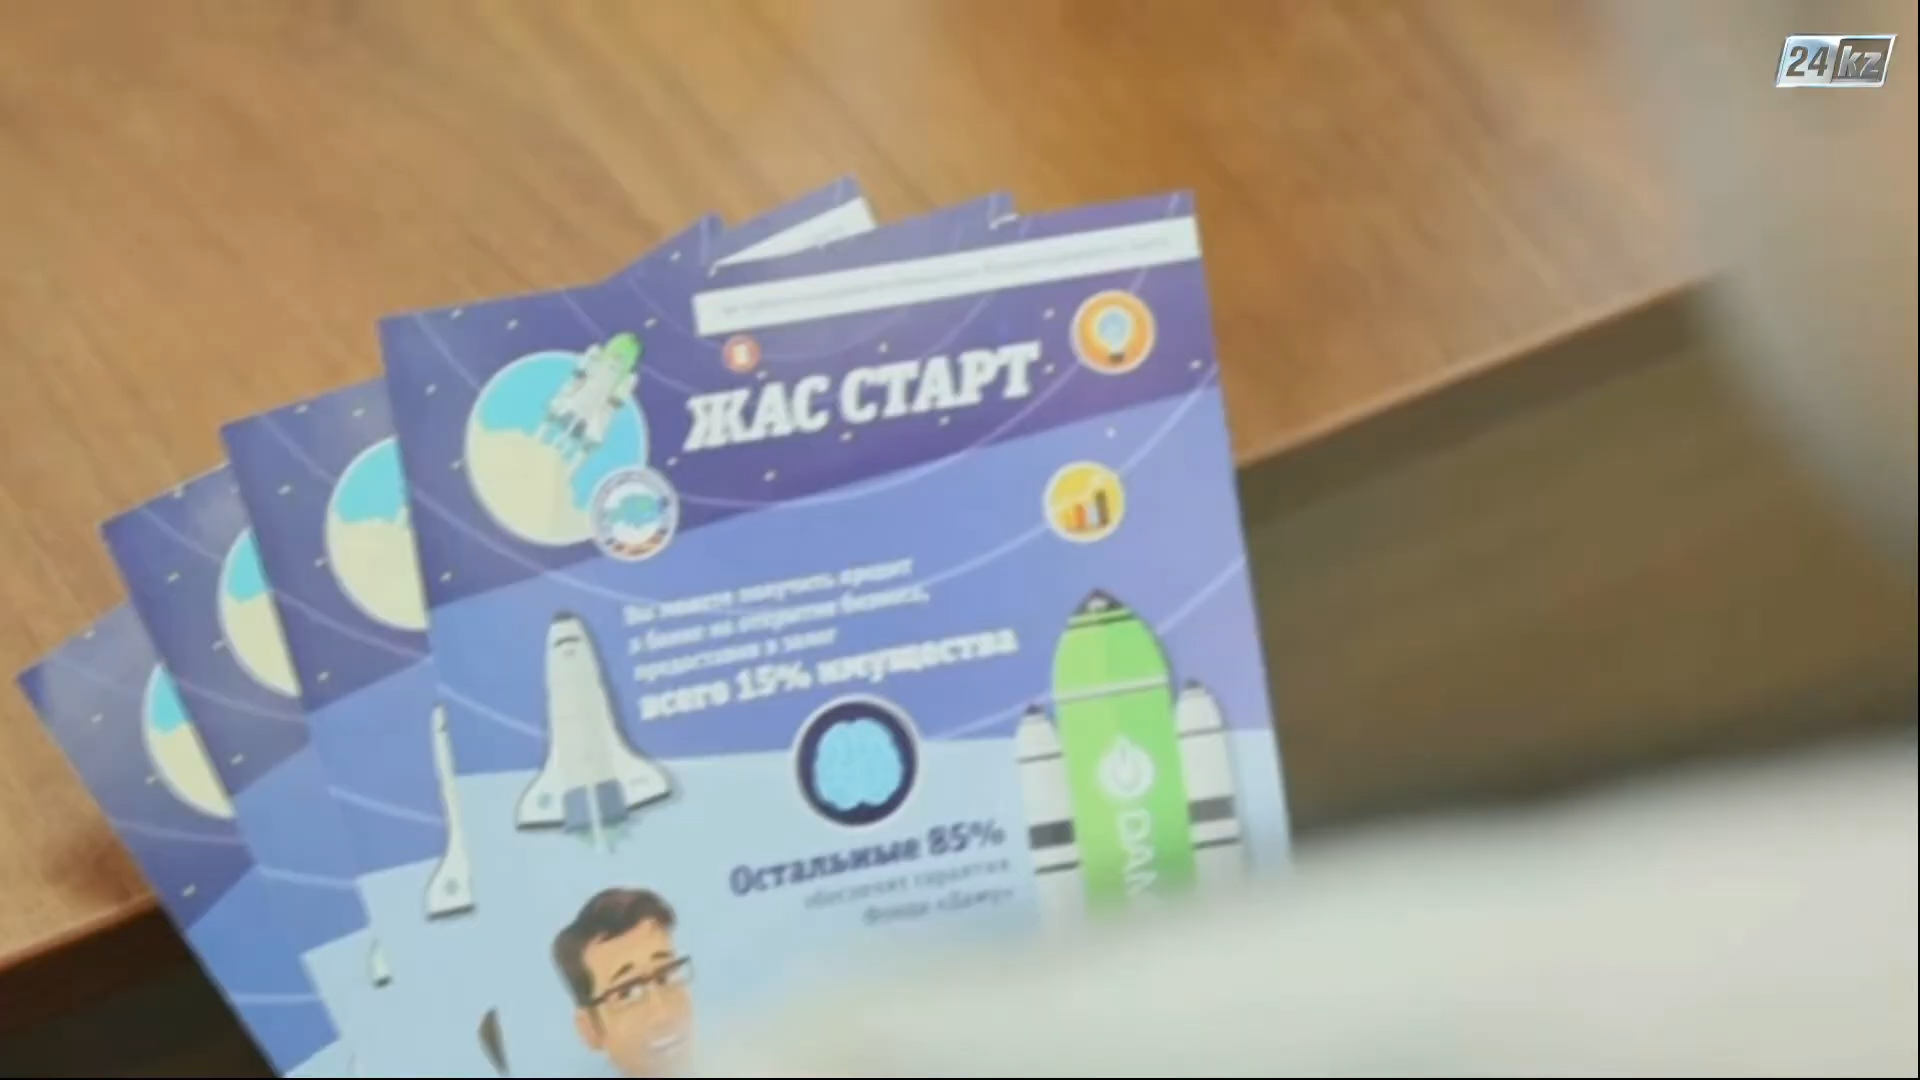 24 kz
ЖАС СТАРТ
Вы можете получить кредит
в банке на открытие бизнеса,
предоставив в залог
всего 15% имущества
Остальные 85%
обеспечит гарантия
Фонда «Даму»
DAM